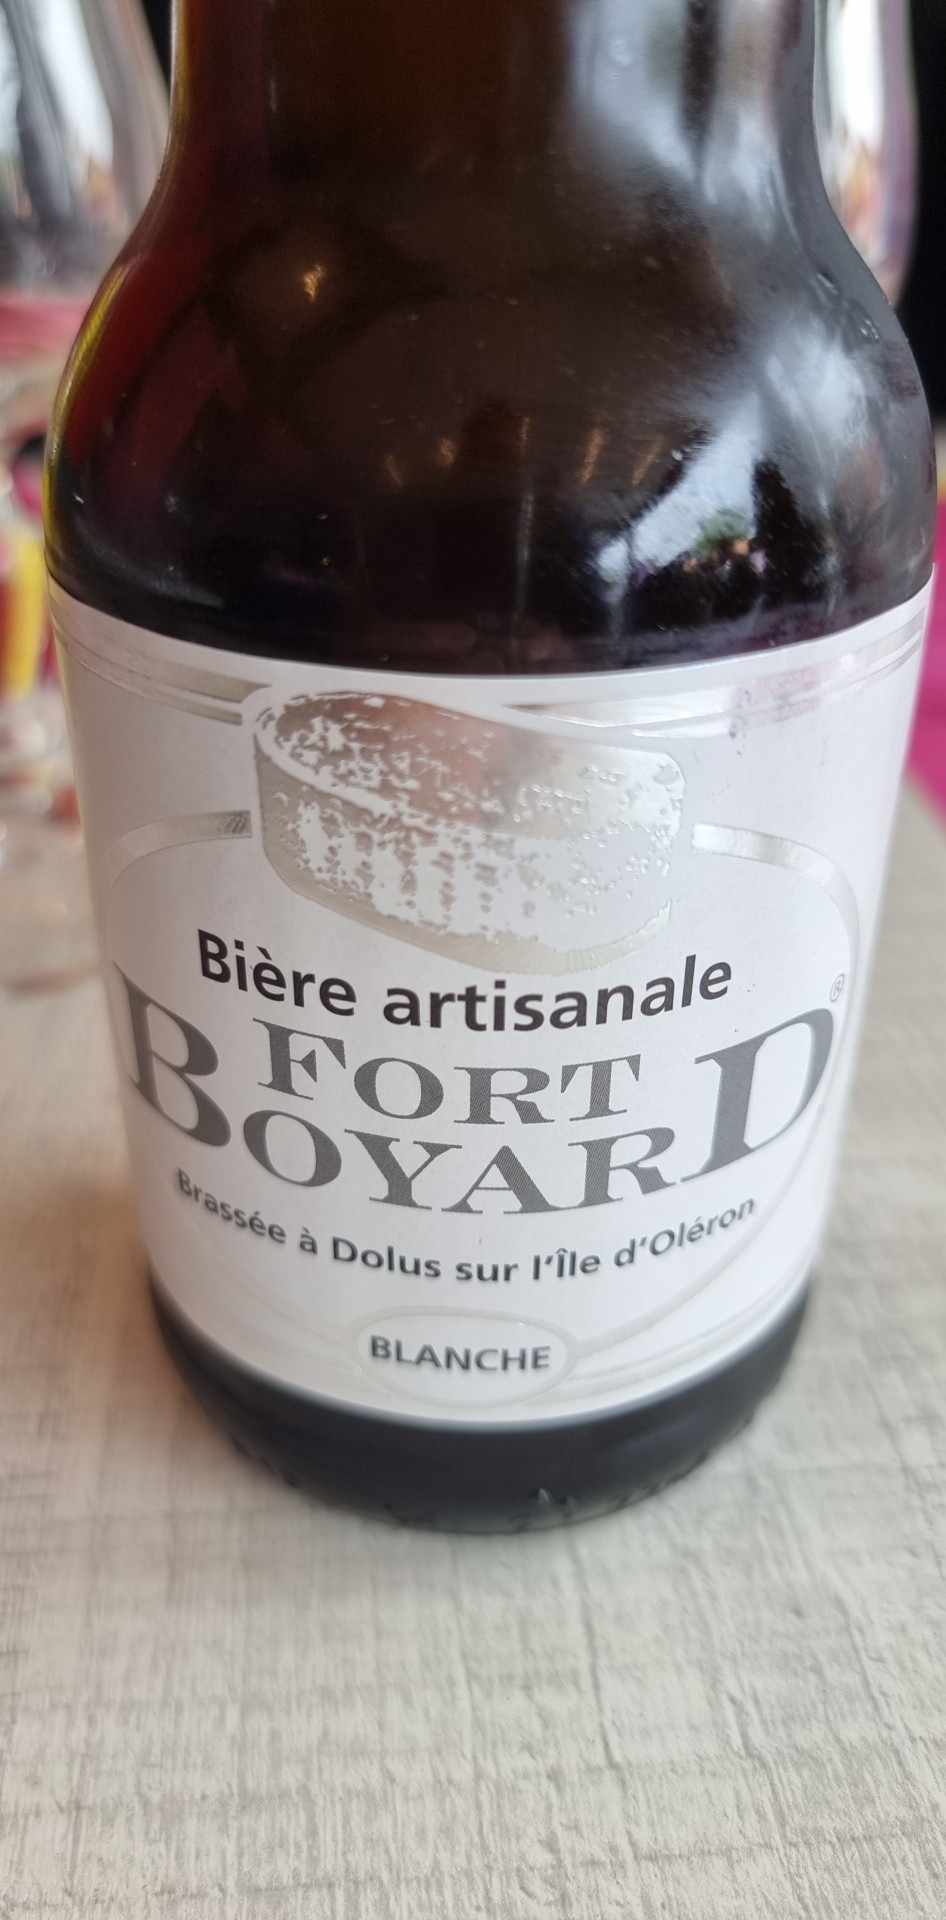 Bière artisanale
FORT
BOYARD®
Brassée à Dolus sur l'Île d'Oléron
BLANCHE